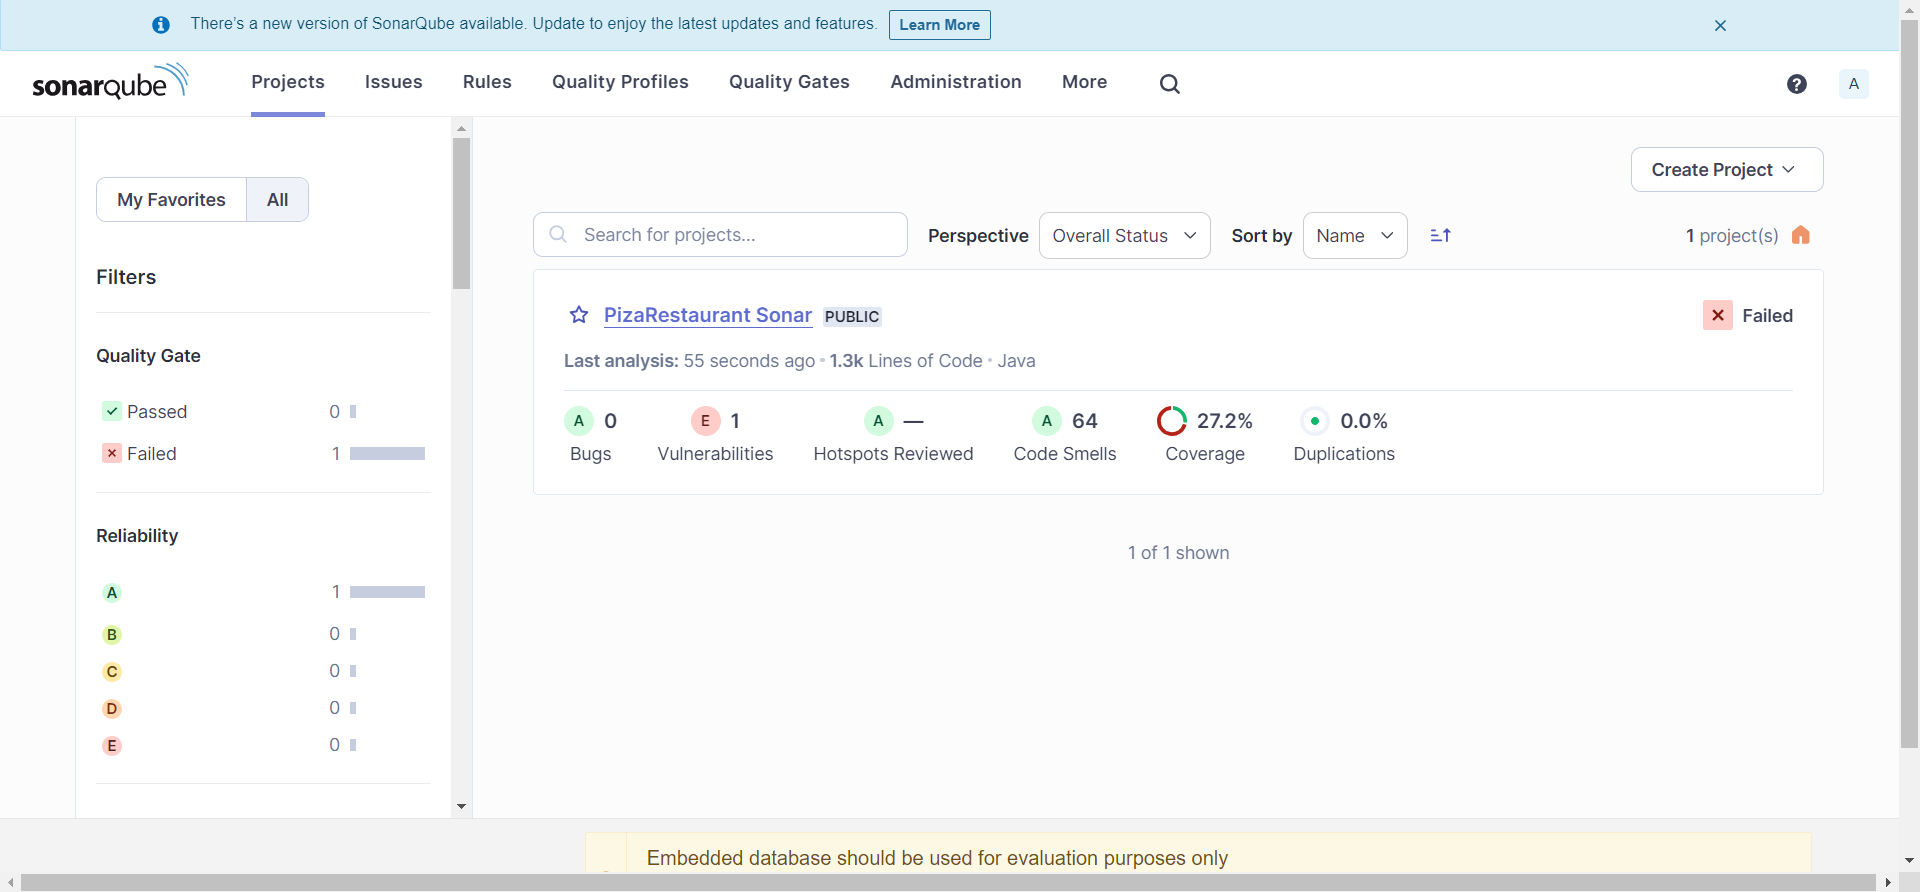 There's a new version of SonarQube available. Update to enjoy the latest updates and features. Learn More
sonarqube Projects Issues Rules Quality Profiles Quality Gates Administration More A
My Favorites All
Create Project
Search for projects... Perspective Overall Status Sort by Name 1 project(s)
Filters
Quality Gate
Passed 0
Failed 1
Reliability
A 1
B 0
C 0
D 0
E 0
PizaRestaurant Sonar PUBLIC Failed
Last analysis: 55 seconds ago • 1.3k Lines of Code • Java
A 0 E 1 A — A 64 27.2% 0.0%
Bugs Vulnerabilities Hotspots Reviewed Code Smells Coverage Duplications
1 of 1 shown
Embedded database should be used for evaluation purposes only